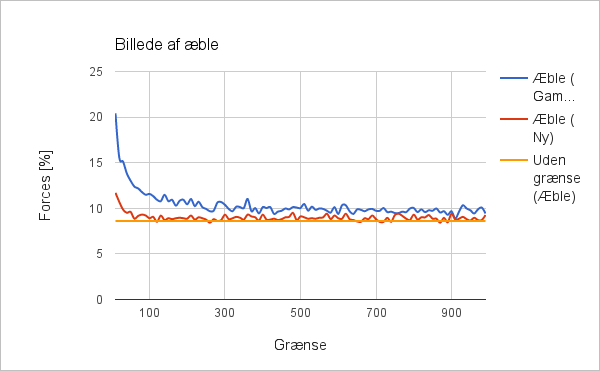 Billede af æble
25
20
15
10
5
0
Forces [%]
100
300
500
700
900
Grænse
Æble (
Gam...
Æble (
Ny)
Uden
grænse
(Æble)